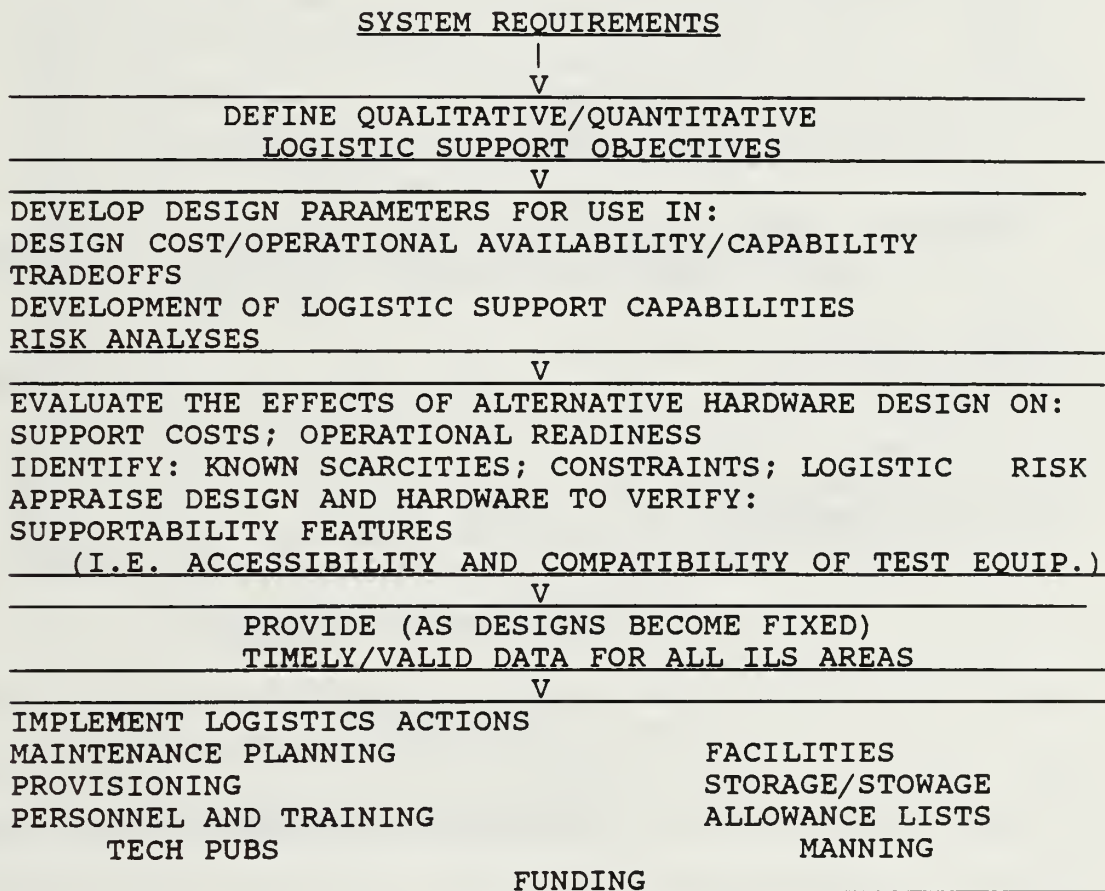 SYSTEM REQUIREMENTS
|
V
DEFINE QUALITATIVE/QUANTITATIVE
LOGISTIC SUPPORT OBJECTIVES
V
DEVELOP DESIGN PARAMETERS FOR USE IN:
DESIGN COST/OPERATIONAL AVAILABILITY/CAPABILITY
TRADEOFFS
DEVELOPMENT OF LOGISTIC SUPPORT CAPABILITIES
RISK ANALYSES
V
EVALUATE THE EFFECTS OF ALTERNATIVE HARDWARE DESIGN ON:
SUPPORT COSTS; OPERATIONAL READINESS
IDENTIFY: KNOWN SCARCITIES; CONSTRAINTS; LOGISTIC RISK
APPRAISE DESIGN AND HARDWARE TO VERIFY:
SUPPORTABILITY FEATURES
(I.E. ACCESSIBILITY AND COMPATIBILITY OF TEST EQUIP.)
V
PROVIDE (AS DESIGNS BECOME FIXED)
TIMELY/VALID DATA FOR ALL ILS AREAS
V
IMPLEMENT LOGISTICS ACTIONS
MAINTENANCE PLANNING FACILITIES
PROVISIONING STORAGE/STOWAGE
PERSONNEL AND TRAINING ALLOWANCE LISTS
TECH PUBS MANNING
FUNDING